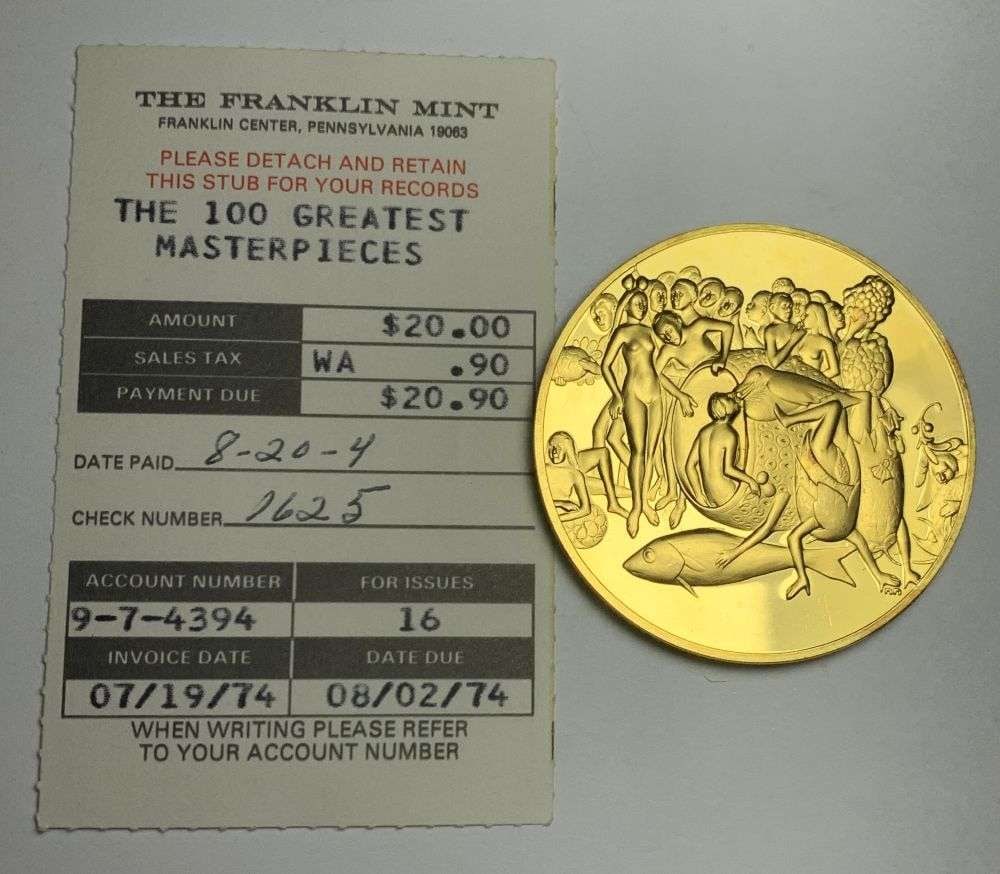 THE FRANKLIN MINT
FRANKLIN CENTER, PENNSYLVANIA 19063
PLEASE DETACH AND RETAIN
THIS STUB FOR YOUR RECORDS
THE 100 GREATEST
MASTERPIECES
AMOUNT $20.00
SALES TAX WA .90
PAYMENT DUE $20.90
DATE PAID 8-20-4
CHECK NUMBER 1625
ACCOUNT NUMBER FOR ISSUES
9-7-4394 16
INVOICE DATE DATE DUE
07/19/74 08/02/74
WHEN WRITING PLEASE REFER
TO YOUR ACCOUNT NUMBER